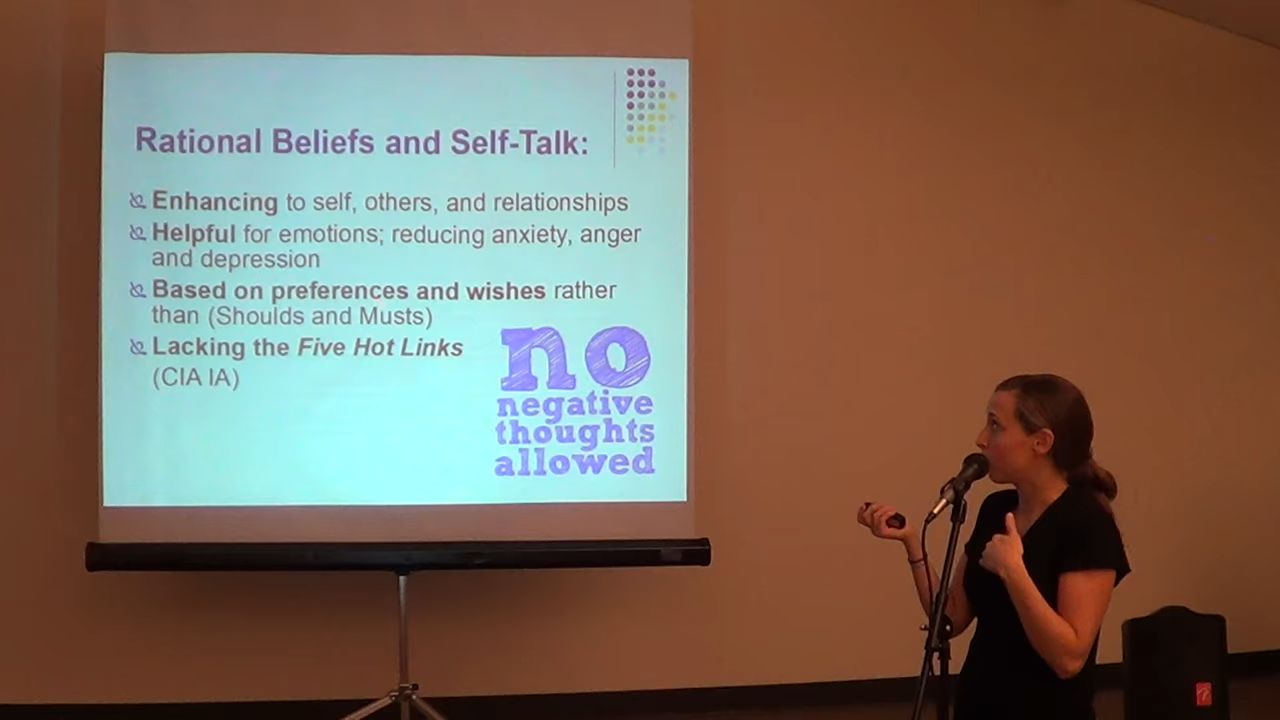 Rational Beliefs and Self-Talk:
Enhancing to self, others, and relationships
Helpful for emotions; reducing anxiety, anger
and depression
Based on preferences and wishes rather
than (Shoulds and Musts)
Lacking the Five Hot Links
(CIA IA)
no
negative
thoughts
allowed